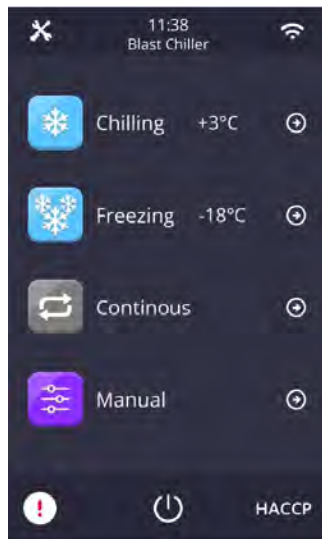 11:38
Blast Chiller
Chilling +3°C
Freezing -18°C
Continous
Manual
HACCP